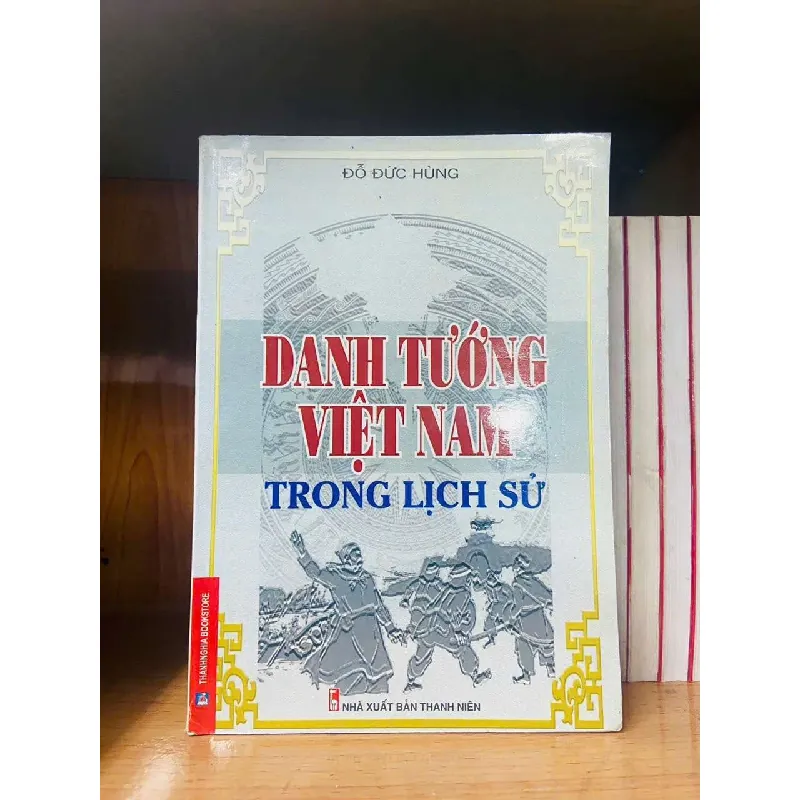 ĐỖ ĐỨC HÙNG
DANH TƯỚNG
VIỆT NAM
TRONG LỊCH SỬ
THANHNGHIA BOOKSTORE
NHÀ XUẤT BẢN THANH NIÊN